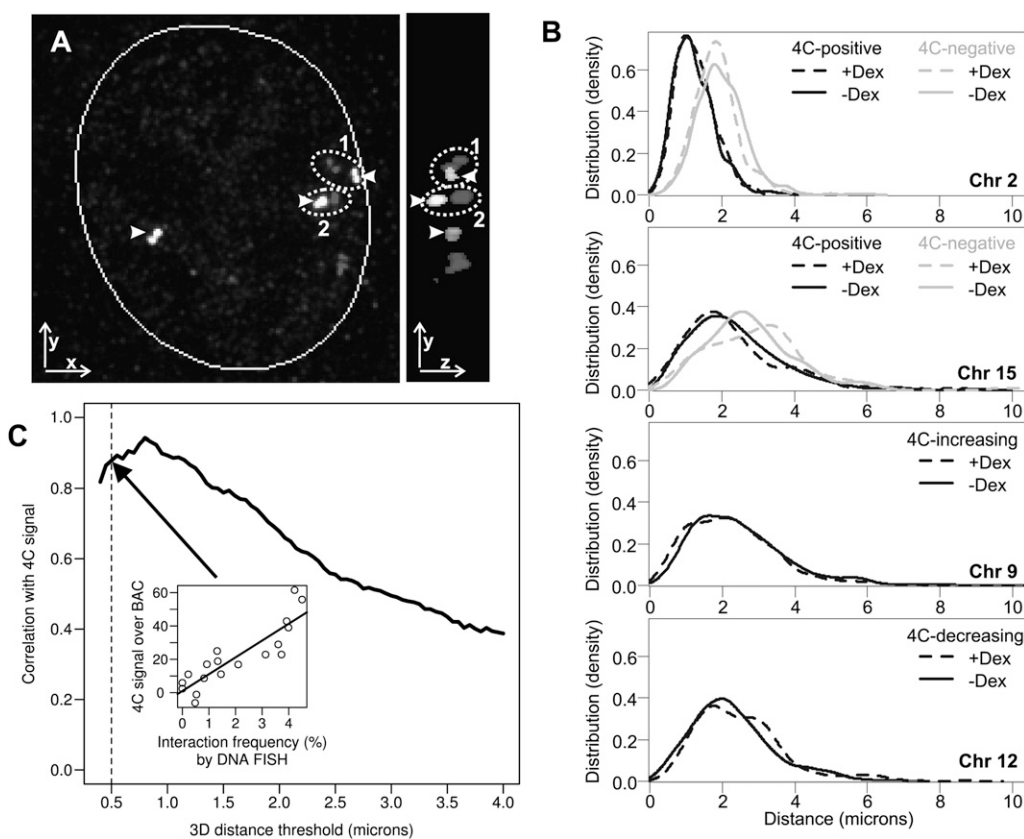 A
1
2
y
x
1
2
y
z
B
Distribution (density)
0.6
0.4
0.2
0.0
4C-positive 4C-negative
+Dex +Dex
-Dex -Dex
Chr 2
0 2 4 6 8 10
Distribution (density)
0.6
0.4
0.2
0.0
4C-positive 4C-negative
+Dex +Dex
-Dex -Dex
Chr 15
0 2 4 6 8 10
Distribution (density)
0.6
0.4
0.2
0.0
4C-increasing
+Dex
-Dex
Chr 9
0 2 4 6 8 10
Distribution (density)
0.6
0.4
0.2
0.0
4C-decreasing
+Dex
-Dex
Chr 12
0 2 4 6 8 10
Distance (microns)
C
Correlation with 4C signal
1.0
0.8
0.6
0.4
0.2
0.0
4C signal over BAC
60
40
20
0
0 1 2 3 4
Interaction frequency (%)
by DNA FISH
0.5 1.0 1.5 2.0 2.5 3.0 3.5 4.0
3D distance threshold (microns)